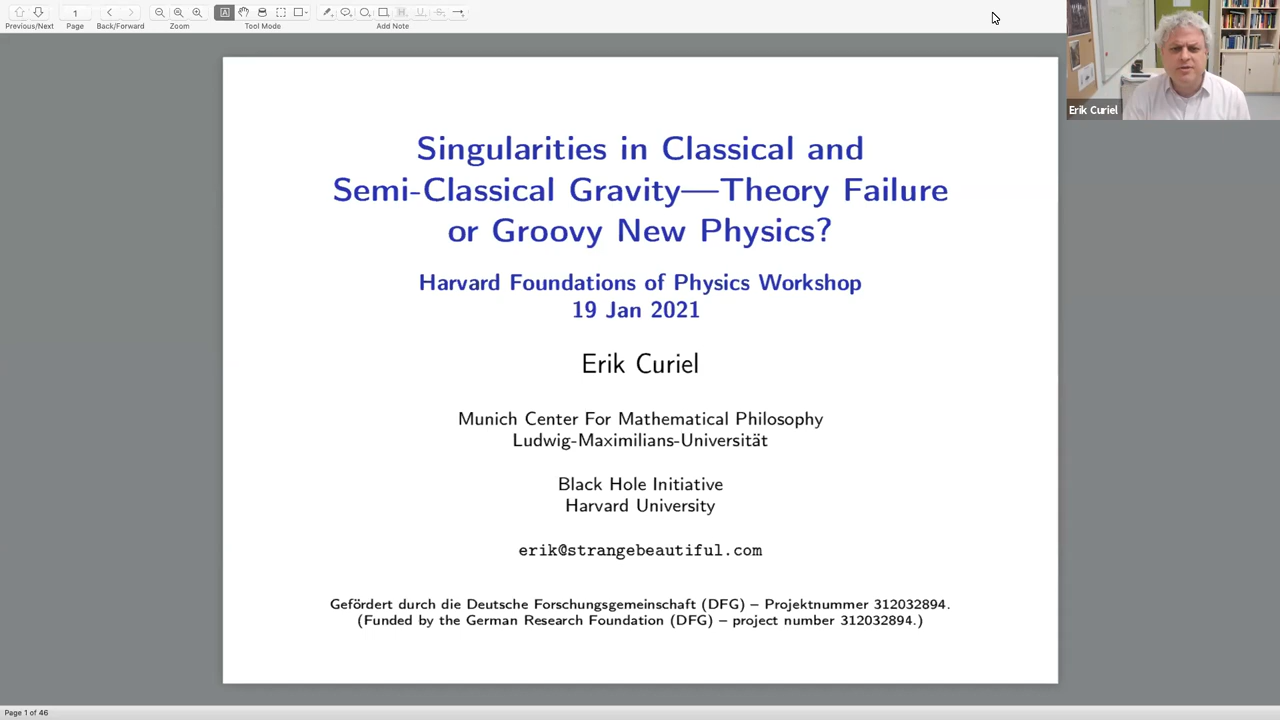 1
Previous/Next
Page
Back/Forward
Zoom
A
Tool Mode
Add Note
Erik Curiel
Singularities in Classical and
Semi-Classical Gravity—Theory Failure
or Groovy New Physics?
Harvard Foundations of Physics Workshop
19 Jan 2021
Erik Curiel
Munich Center For Mathematical Philosophy
Ludwig-Maximilians-Universität
Black Hole Initiative
Harvard University
erik@strangebeautiful.com
Gefördert durch die Deutsche Forschungsgemeinschaft (DFG) – Projektnummer 312032894.
(Funded by the German Research Foundation (DFG) – project number 312032894.)
Page 1 of 46